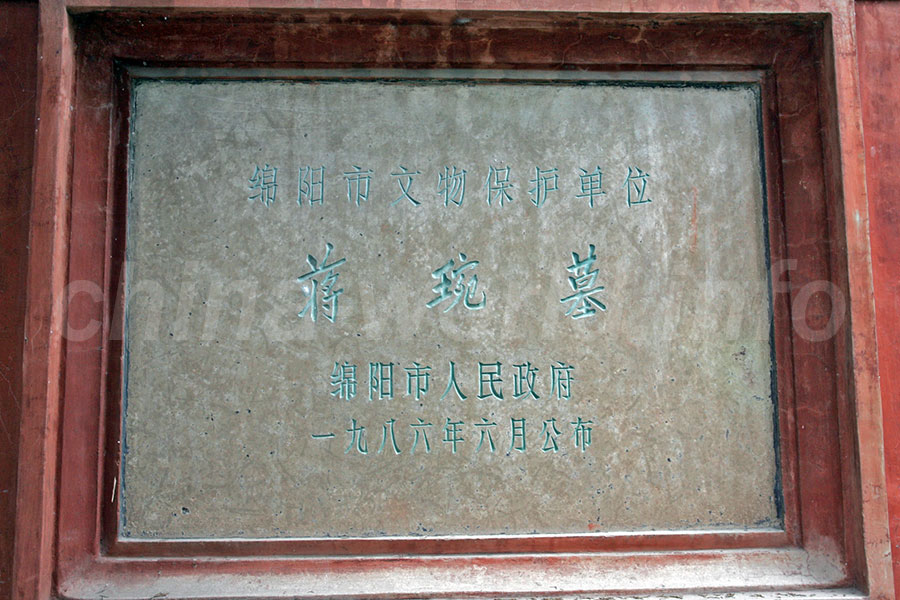 绵阳市文物保护单位
蒋琬墓
绵阳市人民政府
一九八六年六月公布